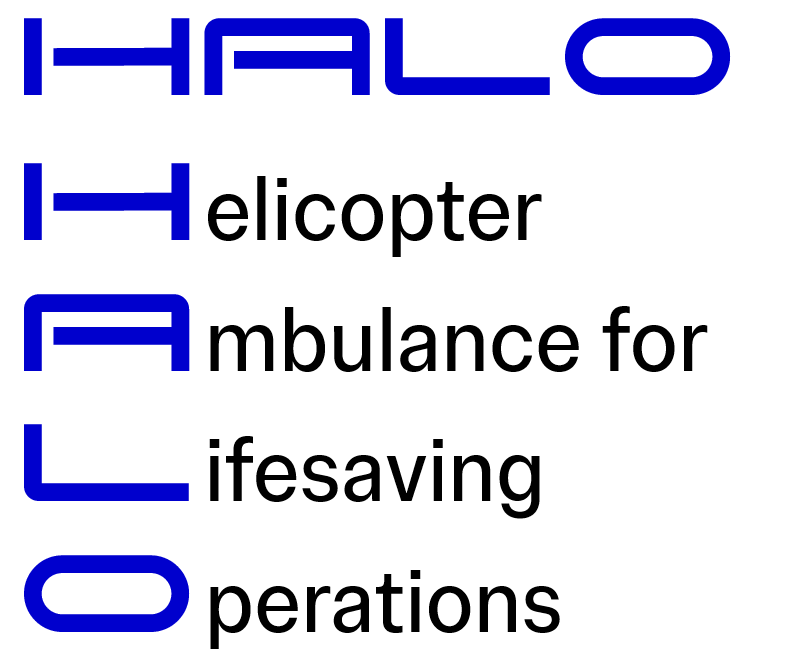 HALO
Helicopter
Ambulance for
Lifesaving
Operations